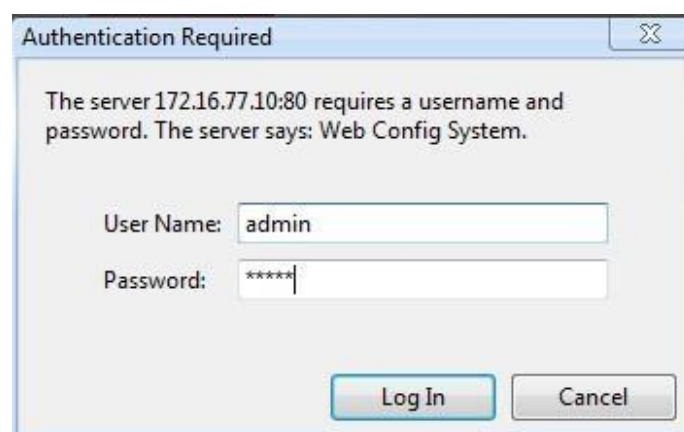 Authentication Required
The server 172.16.77.10:80 requires a username and
password. The server says: Web Config System.
User Name: admin
Password: *****
Log In Cancel